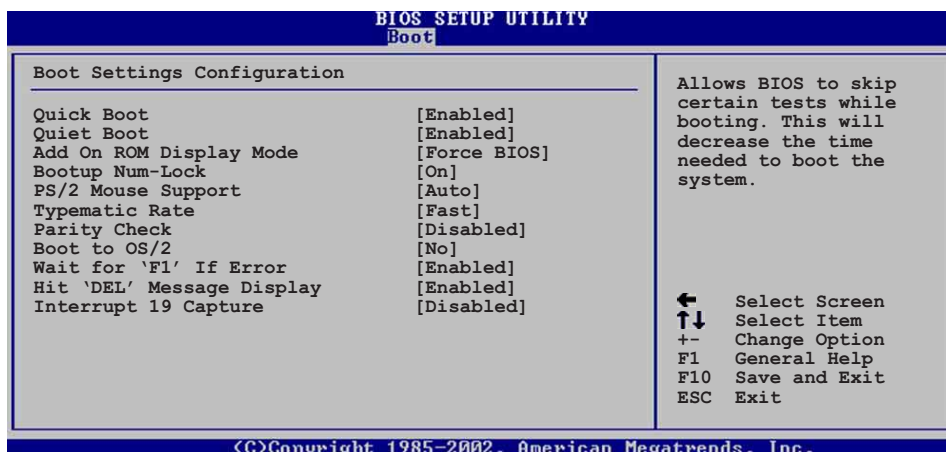 BIOS SETUP UTILITY
Boot
Boot Settings Configuration
Quick Boot [Enabled]
Quiet Boot [Enabled]
Add On ROM Display Mode [Force BIOS]
Bootup Num-Lock [On]
PS/2 Mouse Support [Auto]
Typematic Rate [Fast]
Parity Check [Disabled]
Boot to OS/2 [No]
Wait for ‘F1’ If Error [Enabled]
Hit ‘DEL’ Message Display [Enabled]
Interrupt 19 Capture [Disabled]
Allows BIOS to skip
certain tests while
booting. This will
decrease the time
needed to boot the
system.
← Select Screen
↑↓ Select Item
+- Change Option
F1 General Help
F10 Save and Exit
ESC Exit
(C)Copyright 1985-2002, American Megatrends, Inc.